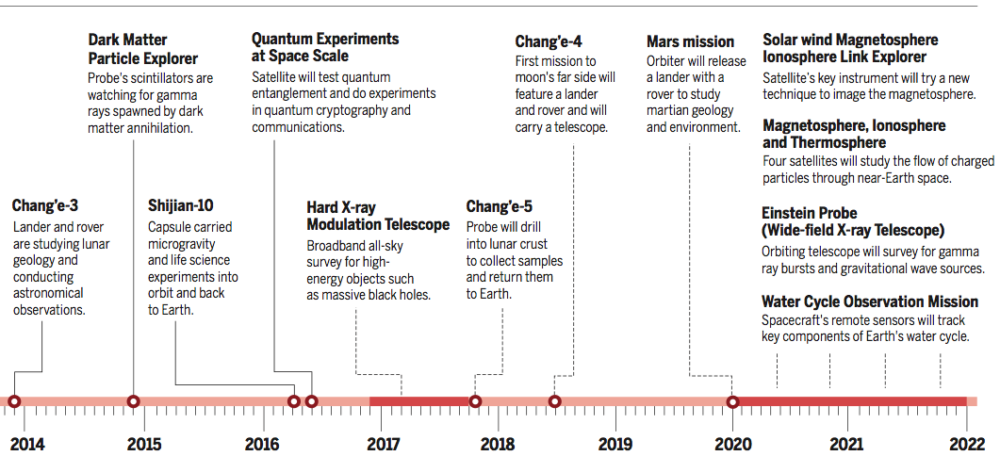 Dark Matter
Particle Explorer
Probe's scintillators are
watching for gamma
rays spawned by dark
matter annihilation.
Quantum Experiments
at Space Scale
Satellite will test quantum
entanglement and do experiments
in quantum cryptography and
communications.
Chang'e-4
First mission to
moon's far side will
feature a lander
and rover and will
carry a telescope.
Mars mission
Orbiter will release
a lander with a
rover to study
martian geology
and environment.
Solar wind Magnetosphere
Ionosphere Link Explorer
Satellite's key instrument will try a new
technique to image the magnetosphere.
Magnetosphere, Ionosphere
and Thermosphere
Four satellites will study the flow of charged
particles through near-Earth space.
Einstein Probe
(Wide-field X-ray Telescope)
Orbiting telescope will survey for gamma
ray bursts and gravitational wave sources.
Water Cycle Observation Mission
Spacecraft's remote sensors will track
key components of Earth's water cycle.
Chang'e-3
Lander and rover
are studying lunar
geology and
conducting
astronomical
observations.
Shijian-10
Capsule carried
microgravity
and life science
experiments into
orbit and back
to Earth.
Hard X-ray
Modulation Telescope
Broadband all-sky
survey for high-
energy objects such
as massive black holes.
Chang'e-5
Probe will drill
into lunar crust
to collect samples
and return them
to Earth.
2014 2015 2016 2017 2018 2019 2020 2021 2022